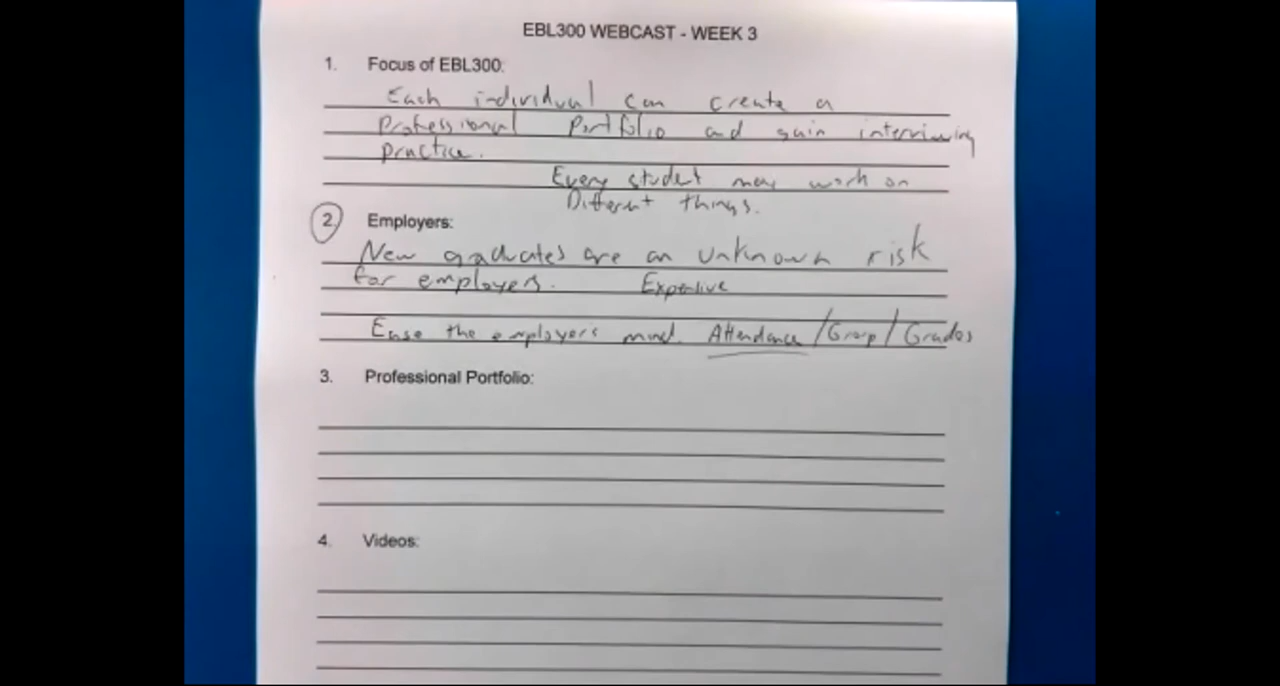 EBL300 WEBCAST - WEEK 3
1. Focus of EBL300:
Each individual can create a
Professional Portfolio and gain interviewing
practice.
Every student may work on
Different things.
2. Employers:
New graduates are an unknown risk
for employers. Expensive
Ease the employers mind. Attendance / Group / Grades
3. Professional Portfolio:
4. Videos: